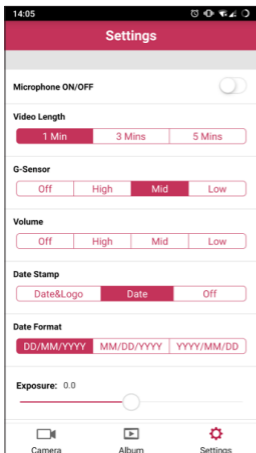 14:05
Settings
Microphone ON/OFF
Video Length
1 Min 3 Mins 5 Mins
G-Sensor
Off High Mid Low
Volume
Off High Mid Low
Date Stamp
Date&Logo Date Off
Date Format
DD/MM/YYYY MM/DD/YYYY YYYY/MM/DD
Exposure: 0.0
Camera Album Settings